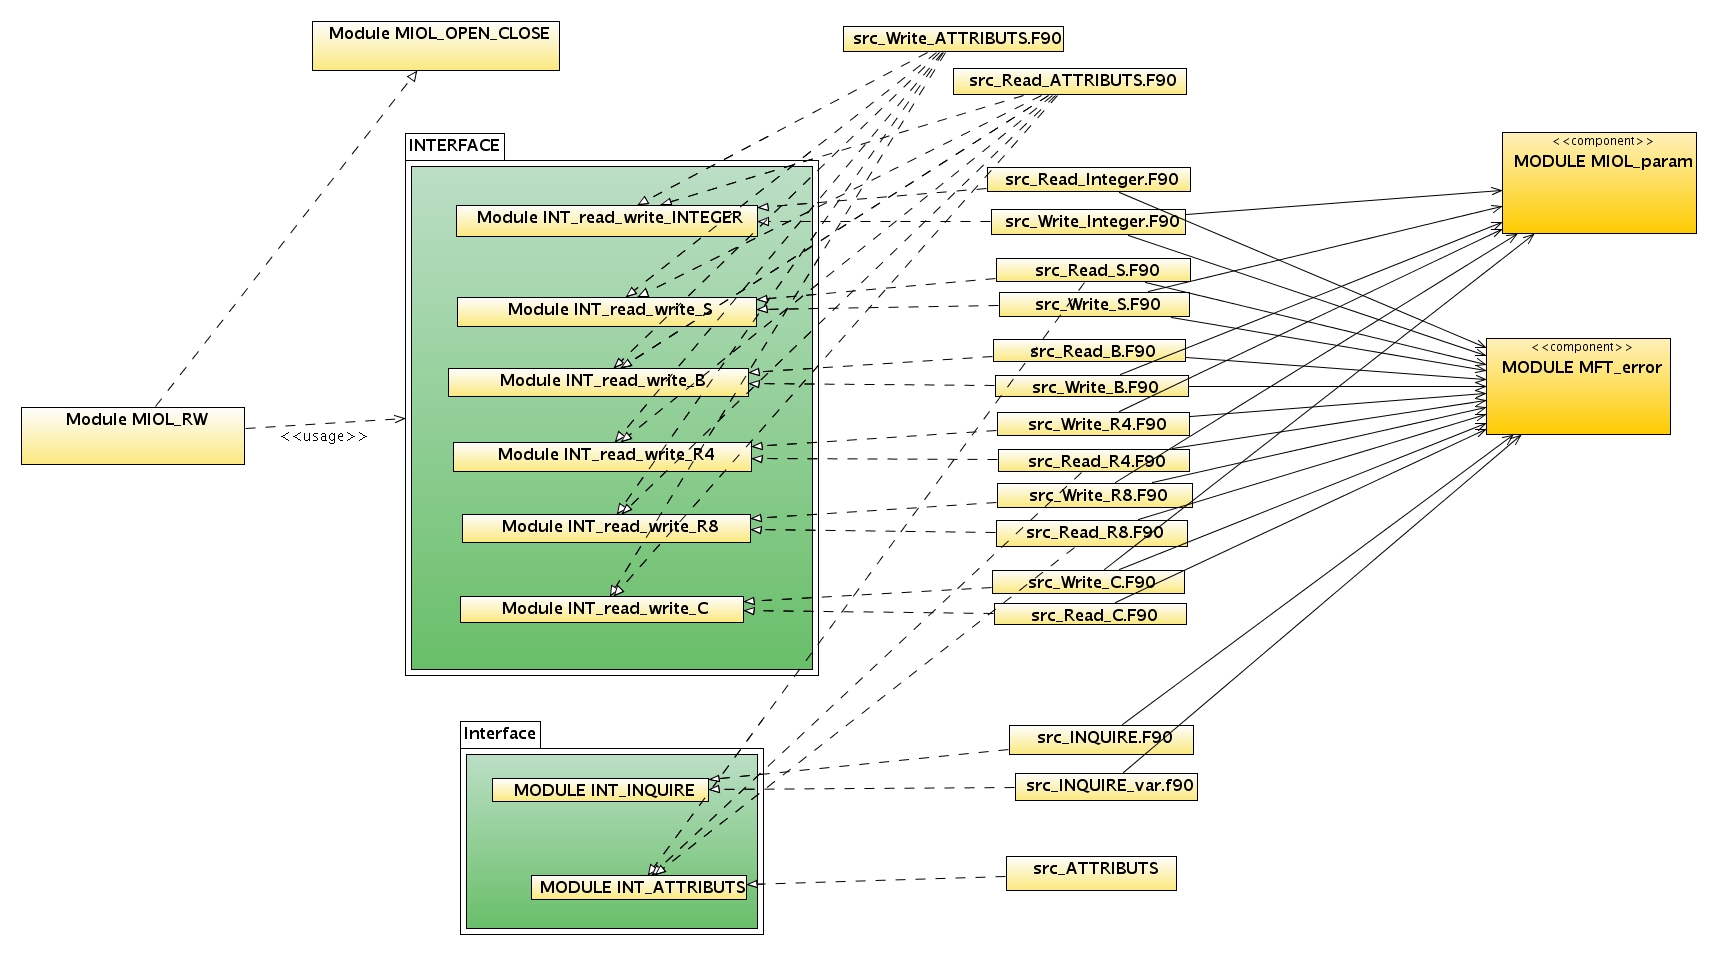 Module MIOL_OPEN_CLOSE
src_Write_ATTRIBUTS.F90
src_Read_ATTRIBUTS.F90
INTERFACE
<<component>>
MODULE MIOL_param
src_Read_Integer.F90
Module INT_read_write_INTEGER
src_Write_Integer.F90
src_Read_S.F90
Module INT_read_write_S
src_Write_S.F90
<<component>>
MODULE MFT_error
src_Read_B.F90
Module INT_read_write_B
src_Write_B.F90
Module MIOL_RW
<<usage>>
src_Write_R4.F90
Module INT_read_write_R4
src_Read_R4.F90
src_Write_R8.F90
Module INT_read_write_R8
src_Read_R8.F90
src_Write_C.F90
Module INT_read_write_C
src_Read_C.F90
Interface
src_INQUIRE.F90
MODULE INT_INQUIRE
src_INQUIRE_var.f90
src_ATTRIBUTS
MODULE INT_ATTRIBUTS